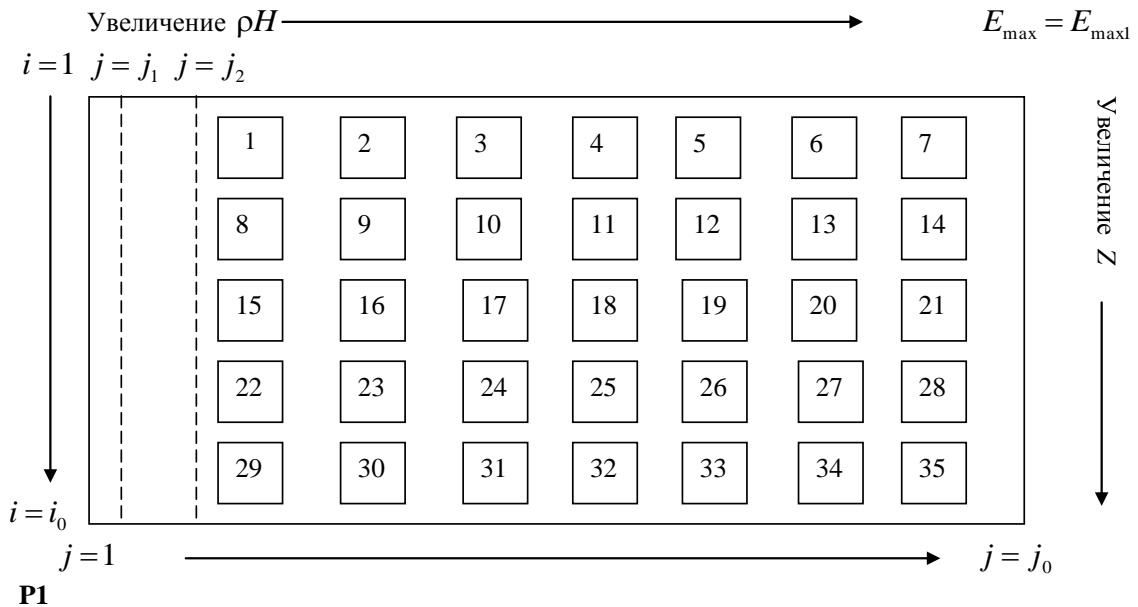 Увеличение ρH E_max = E_max1
i = 1 j = j_1 j = j_2
Увеличение Z
1 2 3 4 5 6 7
8 9 10 11 12 13 14
15 16 17 18 19 20 21
22 23 24 25 26 27 28
29 30 31 32 33 34 35
i = i_0
j = 1 j = j_0
P1